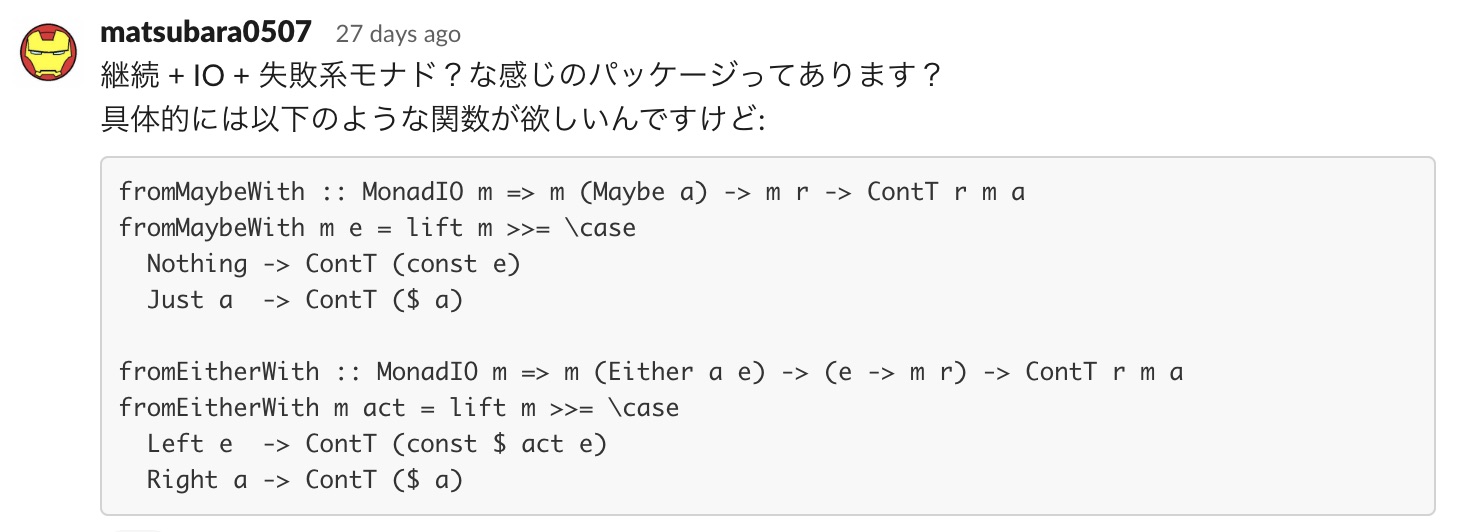 matsubara0507 27 days ago
継続 + IO + 失敗系モナド？な感じのパッケージってあります？
具体的には以下のような関数が欲しいんですけど:
fromMaybeWith :: MonadIO m => m (Maybe a) -> m r -> ContT r m a
fromMaybeWith m e = lift m >>= \case
  Nothing -> ContT (const e)
  Just a  -> ContT ($ a)

fromEitherWith :: MonadIO m => m (Either a e) -> (e -> m r) -> ContT r m a
fromEitherWith m act = lift m >>= \case
  Left e  -> ContT (const $ act e)
  Right a -> ContT ($ a)